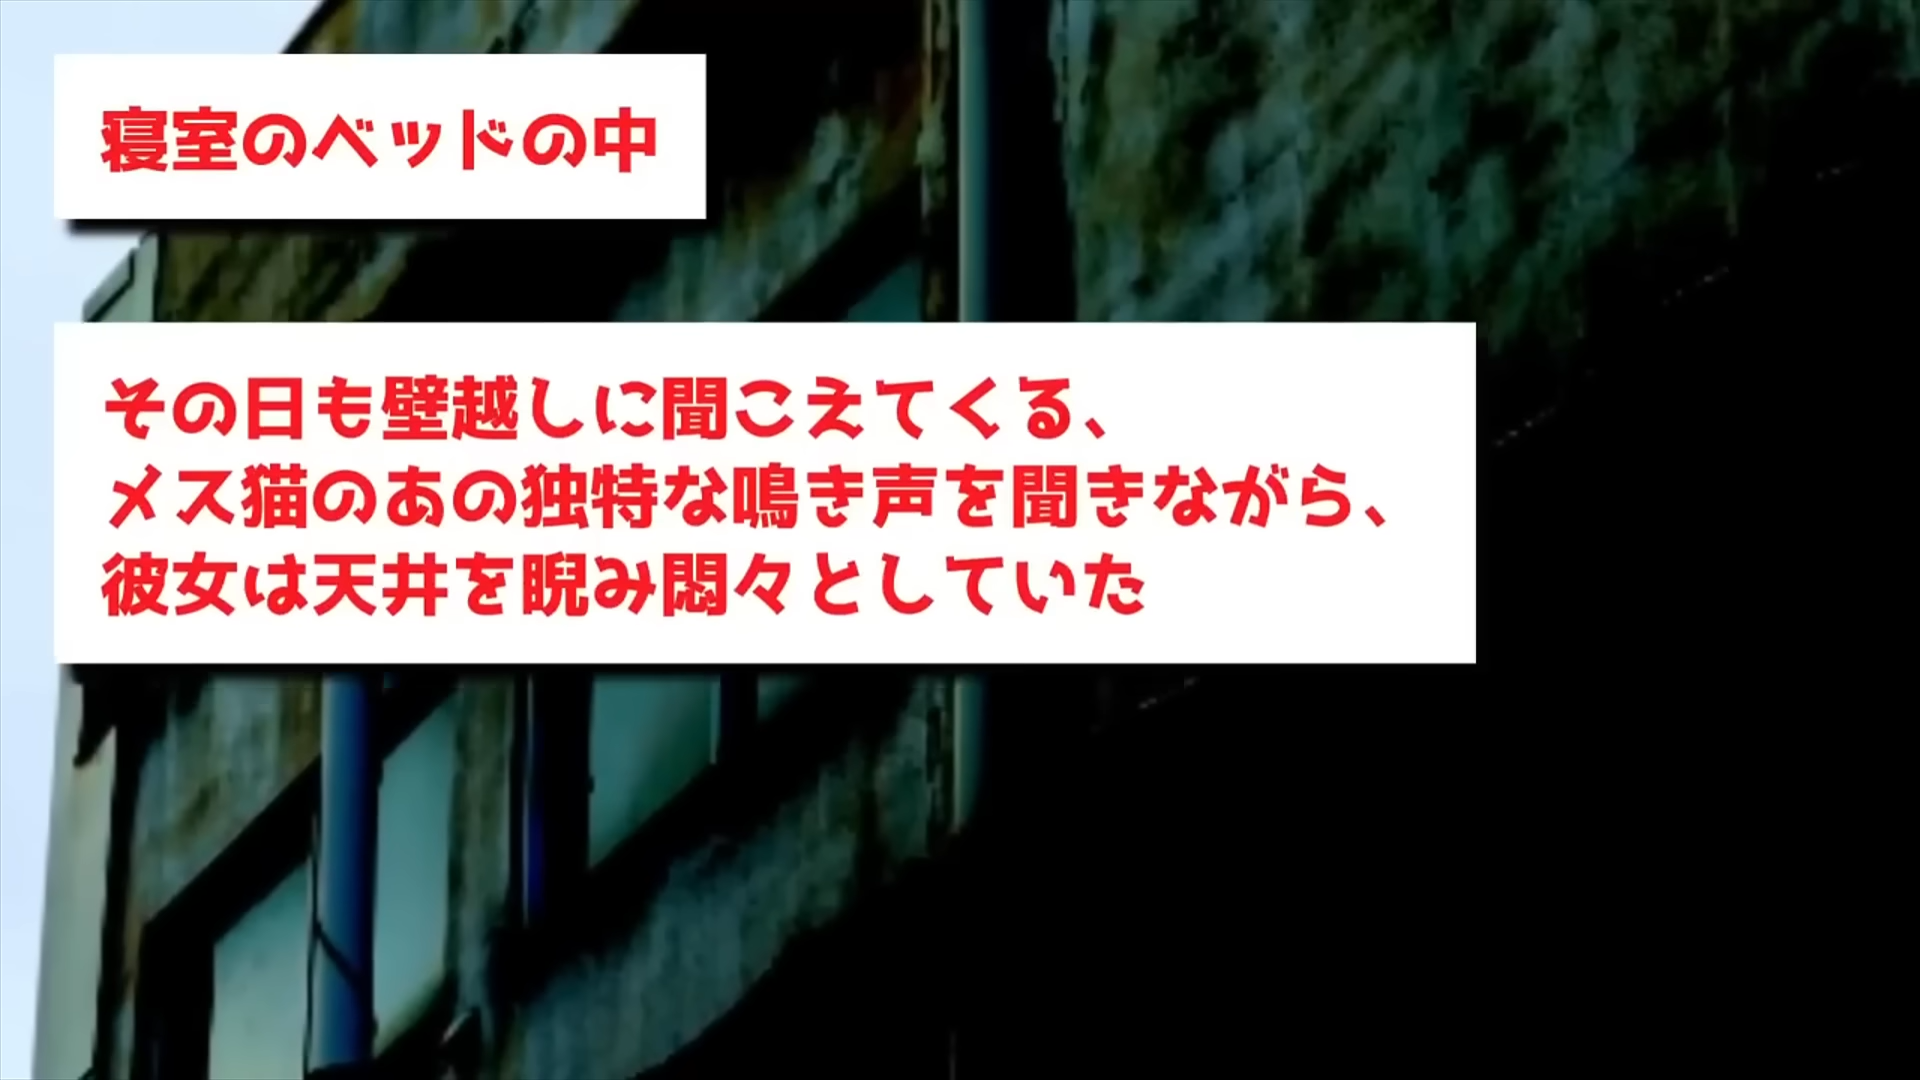 寝室のベッドの中
その日も壁越しに聞こえてくる、
メス猫のあの独特な鳴き声を聞きながら、
彼女は天井を睨み悶々としていた